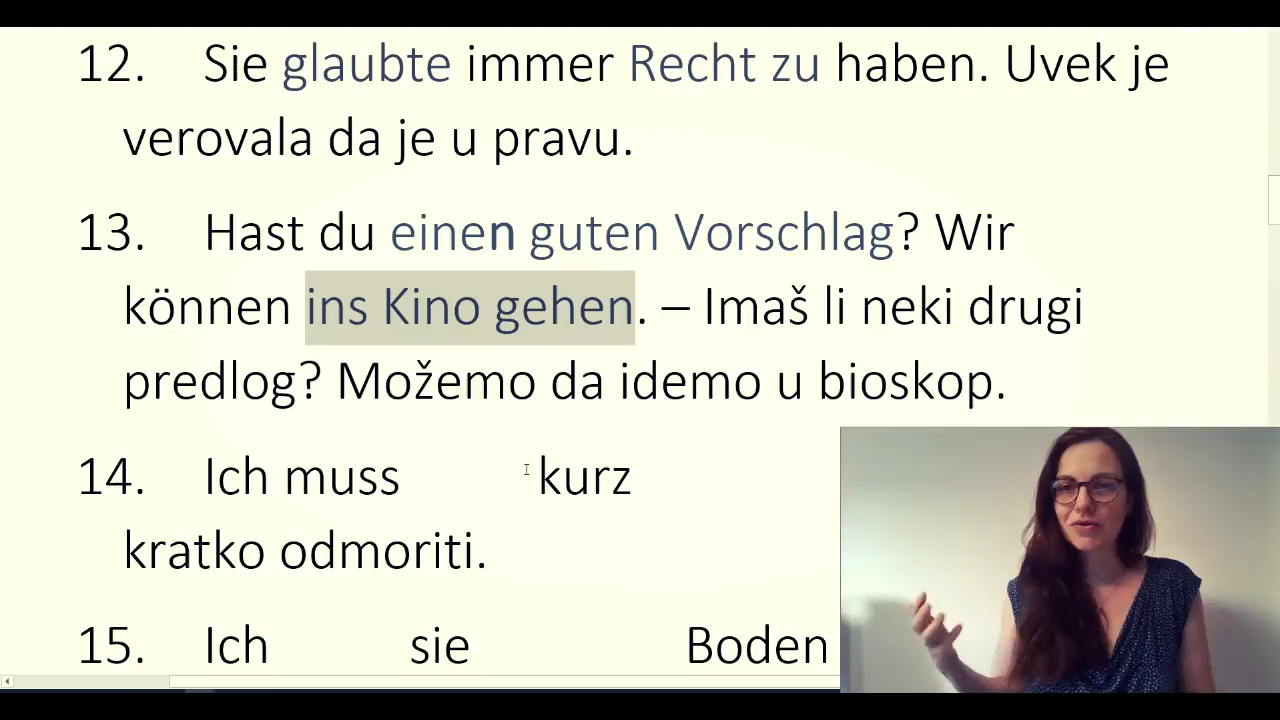 12. Sie glaubte immer Recht zu haben. Uvek je
verovala da je u pravu.
13. Hast du einen guten Vorschlag? Wir
können ins Kino gehen. – Imaš li neki drugi
predlog? Možemo da idemo u bioskop.
14. Ich muss kurz
kratko odmoriti.
15. Ich sie Boden